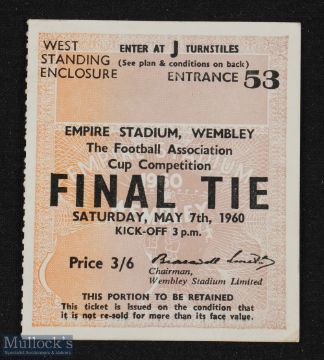 WEST
STANDING
ENCLOSURE
ENTER AT J TURNSTILES
(See plan & conditions on back)
ENTRANCE 53
EMPIRE STADIUM, WEMBLEY
The Football Association
Cup Competition
FINAL TIE
SATURDAY, MAY 7th, 1960
KICK-OFF 3 p.m.
Price 3/6
Chairman,
Wembley Stadium Limited
THIS PORTION TO BE RETAINED
This ticket is issued on the condition that
it is not re-sold for more than its face value.
Mullock's